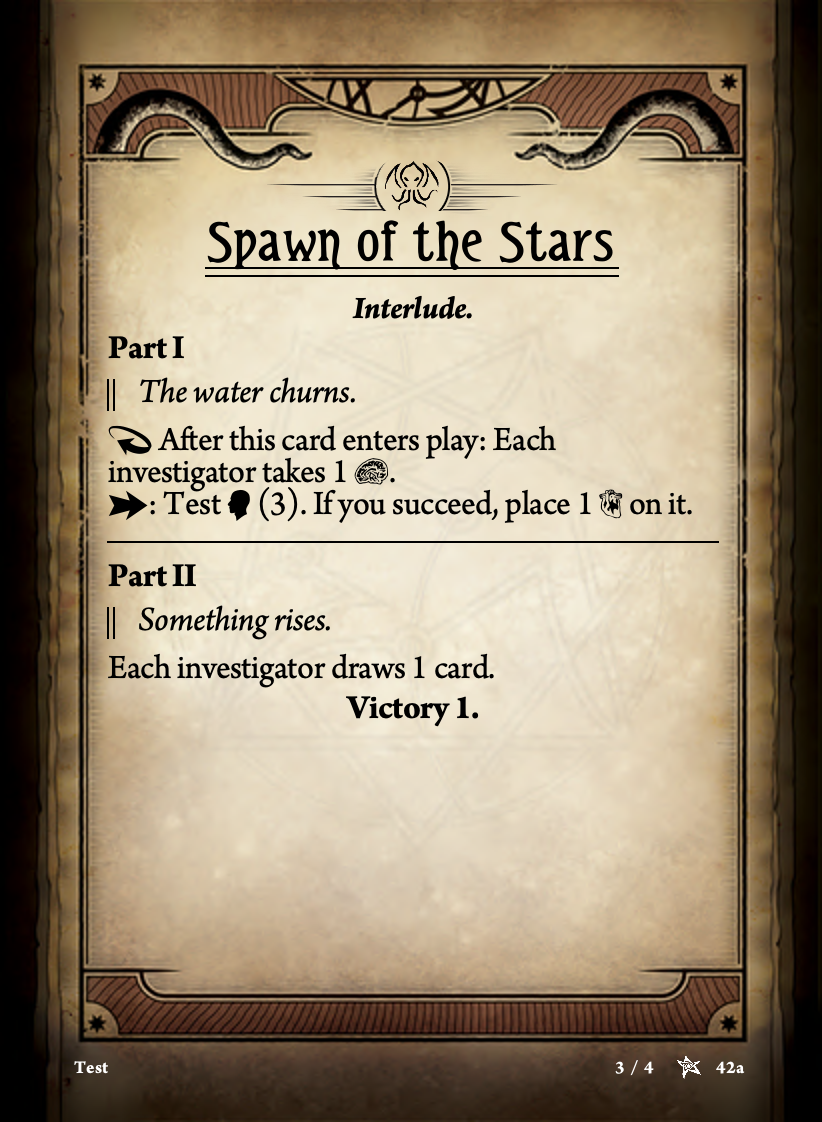 Spawn of the Stars
Interlude.
Part I
The water churns.
After this card enters play: Each
investigator takes 1 .
: Test (3). If you succeed, place 1 on it.
Part II
Something rises.
Each investigator draws 1 card.
Victory 1.
Test 3 / 4 42a